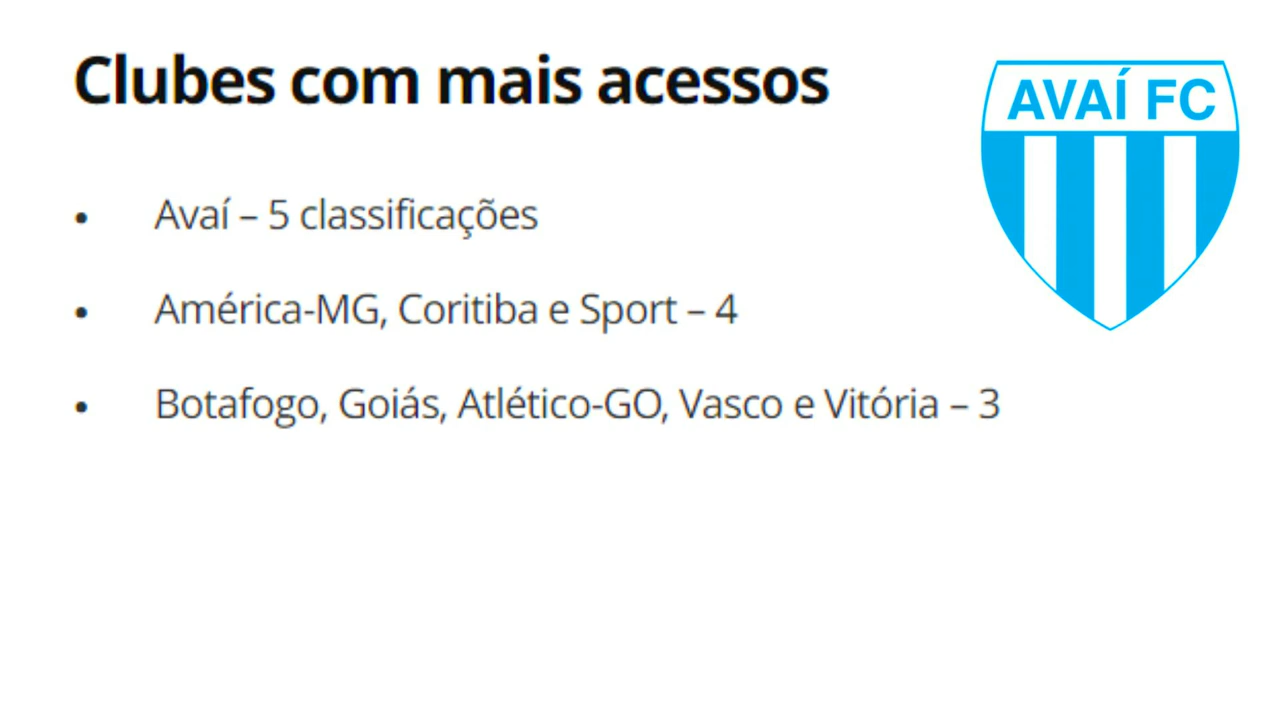 Clubes com mais acessos
AVAÍ FC
• Avaí – 5 classificações
• América-MG, Coritiba e Sport – 4
• Botafogo, Goiás, Atlético-GO, Vasco e Vitória – 3